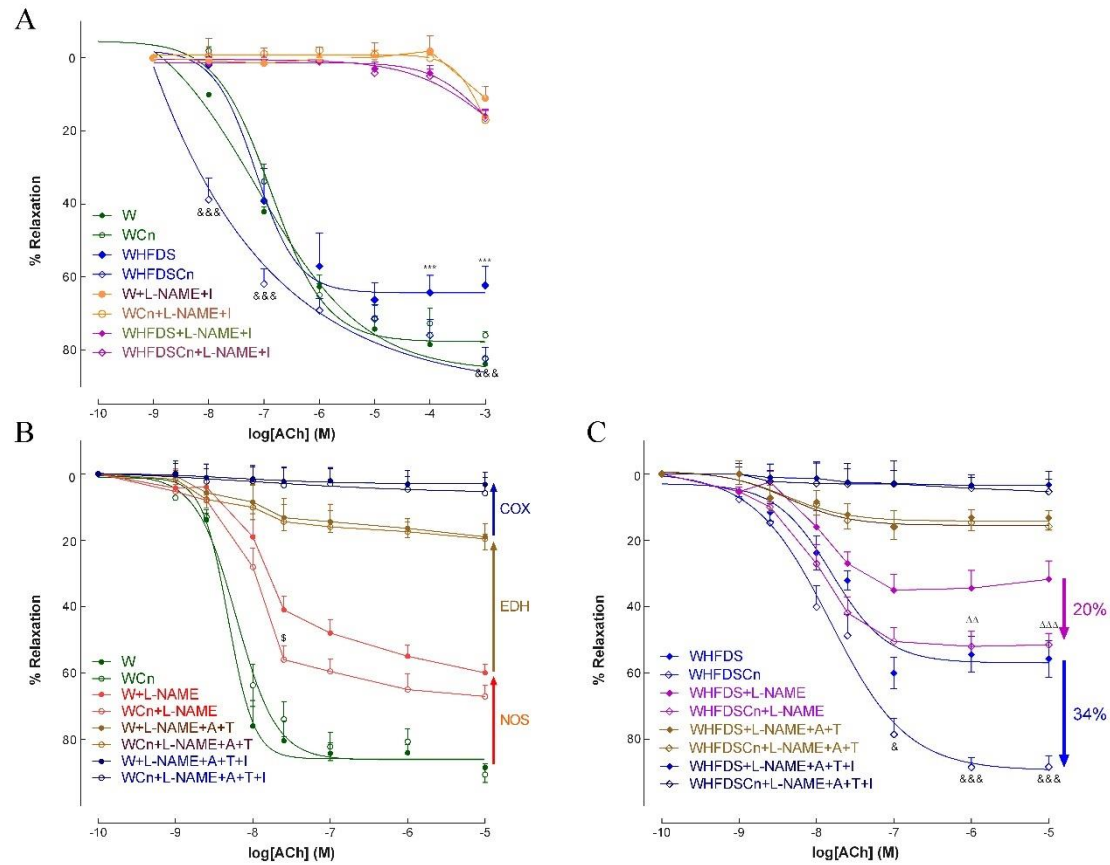 A
0
20
40
60
80
% Relaxation
W
WCn
WHFDS
WHFDSCn
W+L-NAME+I
WCn+L-NAME+I
WHFDS+L-NAME+I
WHFDSCn+L-NAME+I
&&&
&&&
***
***
&&&
-10 -9 -8 -7 -6 -5 -4 -3
log[ACh] (M)
B
0
20
40
60
80
% Relaxation
$
COX
EDH
NOS
W
WCn
W+L-NAME
WCn+L-NAME
W+L-NAME+A+T
WCn+L-NAME+A+T
W+L-NAME+A+T+I
WCn+L-NAME+A+T+I
-10 -9 -8 -7 -6 -5
log[ACh] (M)
C
0
20
40
60
80
% Relaxation
ΔΔ
ΔΔΔ
20%
34%
WHFDS
WHFDSCn
WHFDS+L-NAME
WHFDSCn+L-NAME
WHFDS+L-NAME+A+T
WHFDSCn+L-NAME+A+T
WHFDS+L-NAME+A+T+I
WHFDSCn+L-NAME+A+T+I
&
&&&
&&&
-10 -9 -8 -7 -6 -5
log[ACh] (M)